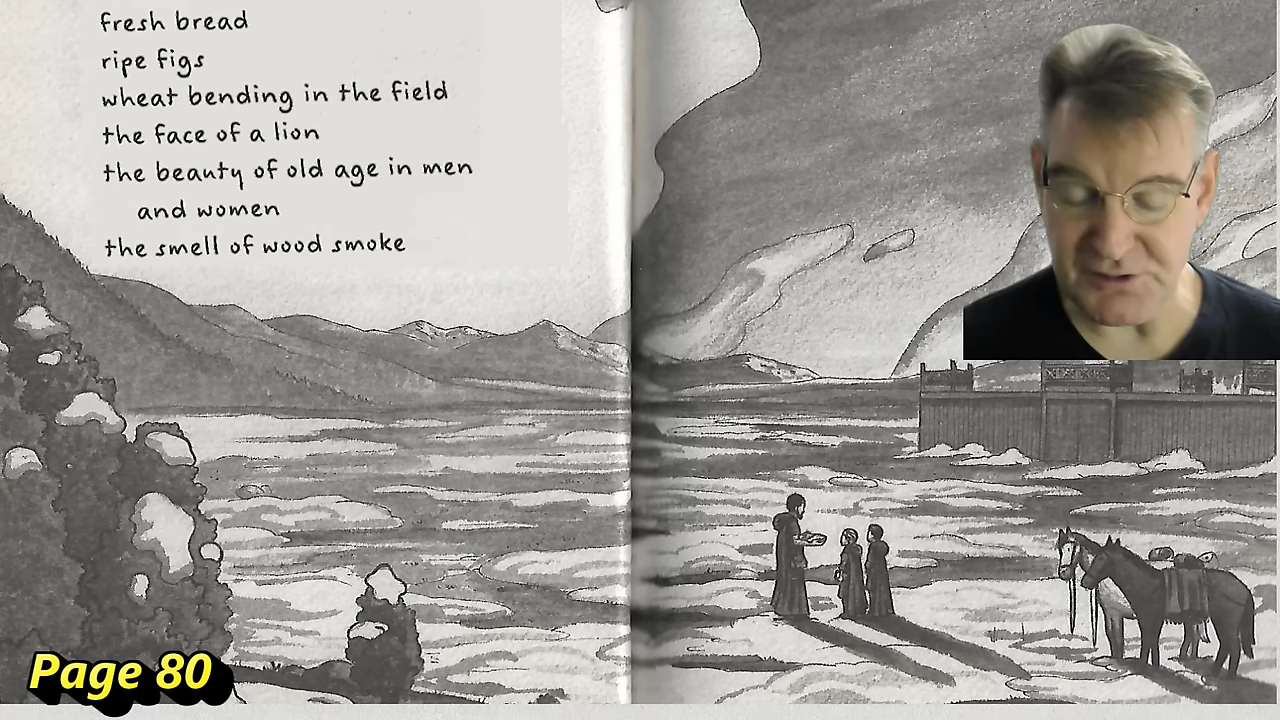 fresh bread
ripe figs
wheat bending in the field
the face of a lion
the beauty of old age in men
and women
the smell of wood smoke
Page 80